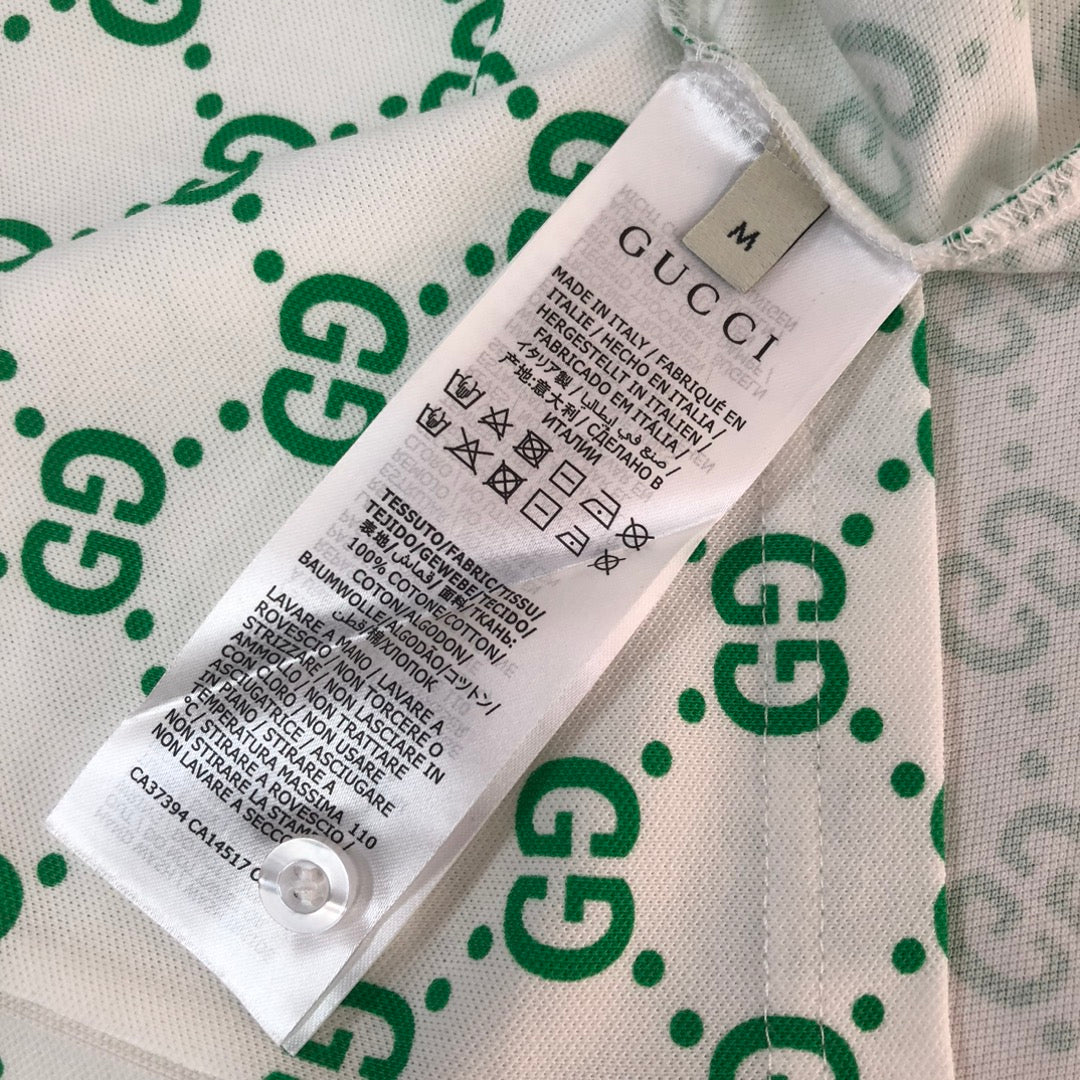 M
GUCCI
MADE IN ITALY / FABRIQUÉ EN
ITALIE / HECHO EN ITALIA /
HERGESTELLT IN ITALIEN /
FABRICADO EM ITÁLIA /
イタリア製 / صنع في إيطاليا /
产地:意大利 / СДЕЛАНО В
ИТАЛИИ
TESSUTO/FABRIC/TISSU/
TEJIDO/GEWEBE/TECIDO/
表地/قماش/面料/ТКАНЬ:
100% COTONE/COTTON/
COTON/ALGODON/
BAUMWOLLE/ALGODÃO/コットン/
قطن/棉/ХЛОПОК
LAVARE A MANO / LAVARE A
ROVESCIO / NON TORCERE O
STRIZZARE / NON LASCIARE IN
AMMOLLO / NON TRATTARE
CON CLORO / NON USARE
ASCIUGATRICE / ASCIUGARE
IN PIANO / STIRARE A
TEMPERATURA MASSIMA 110
°C / STIRARE A ROVESCIO /
NON STIRARE LA STAMPA
NON LAVARE A SECCO
CA37394 CA14517